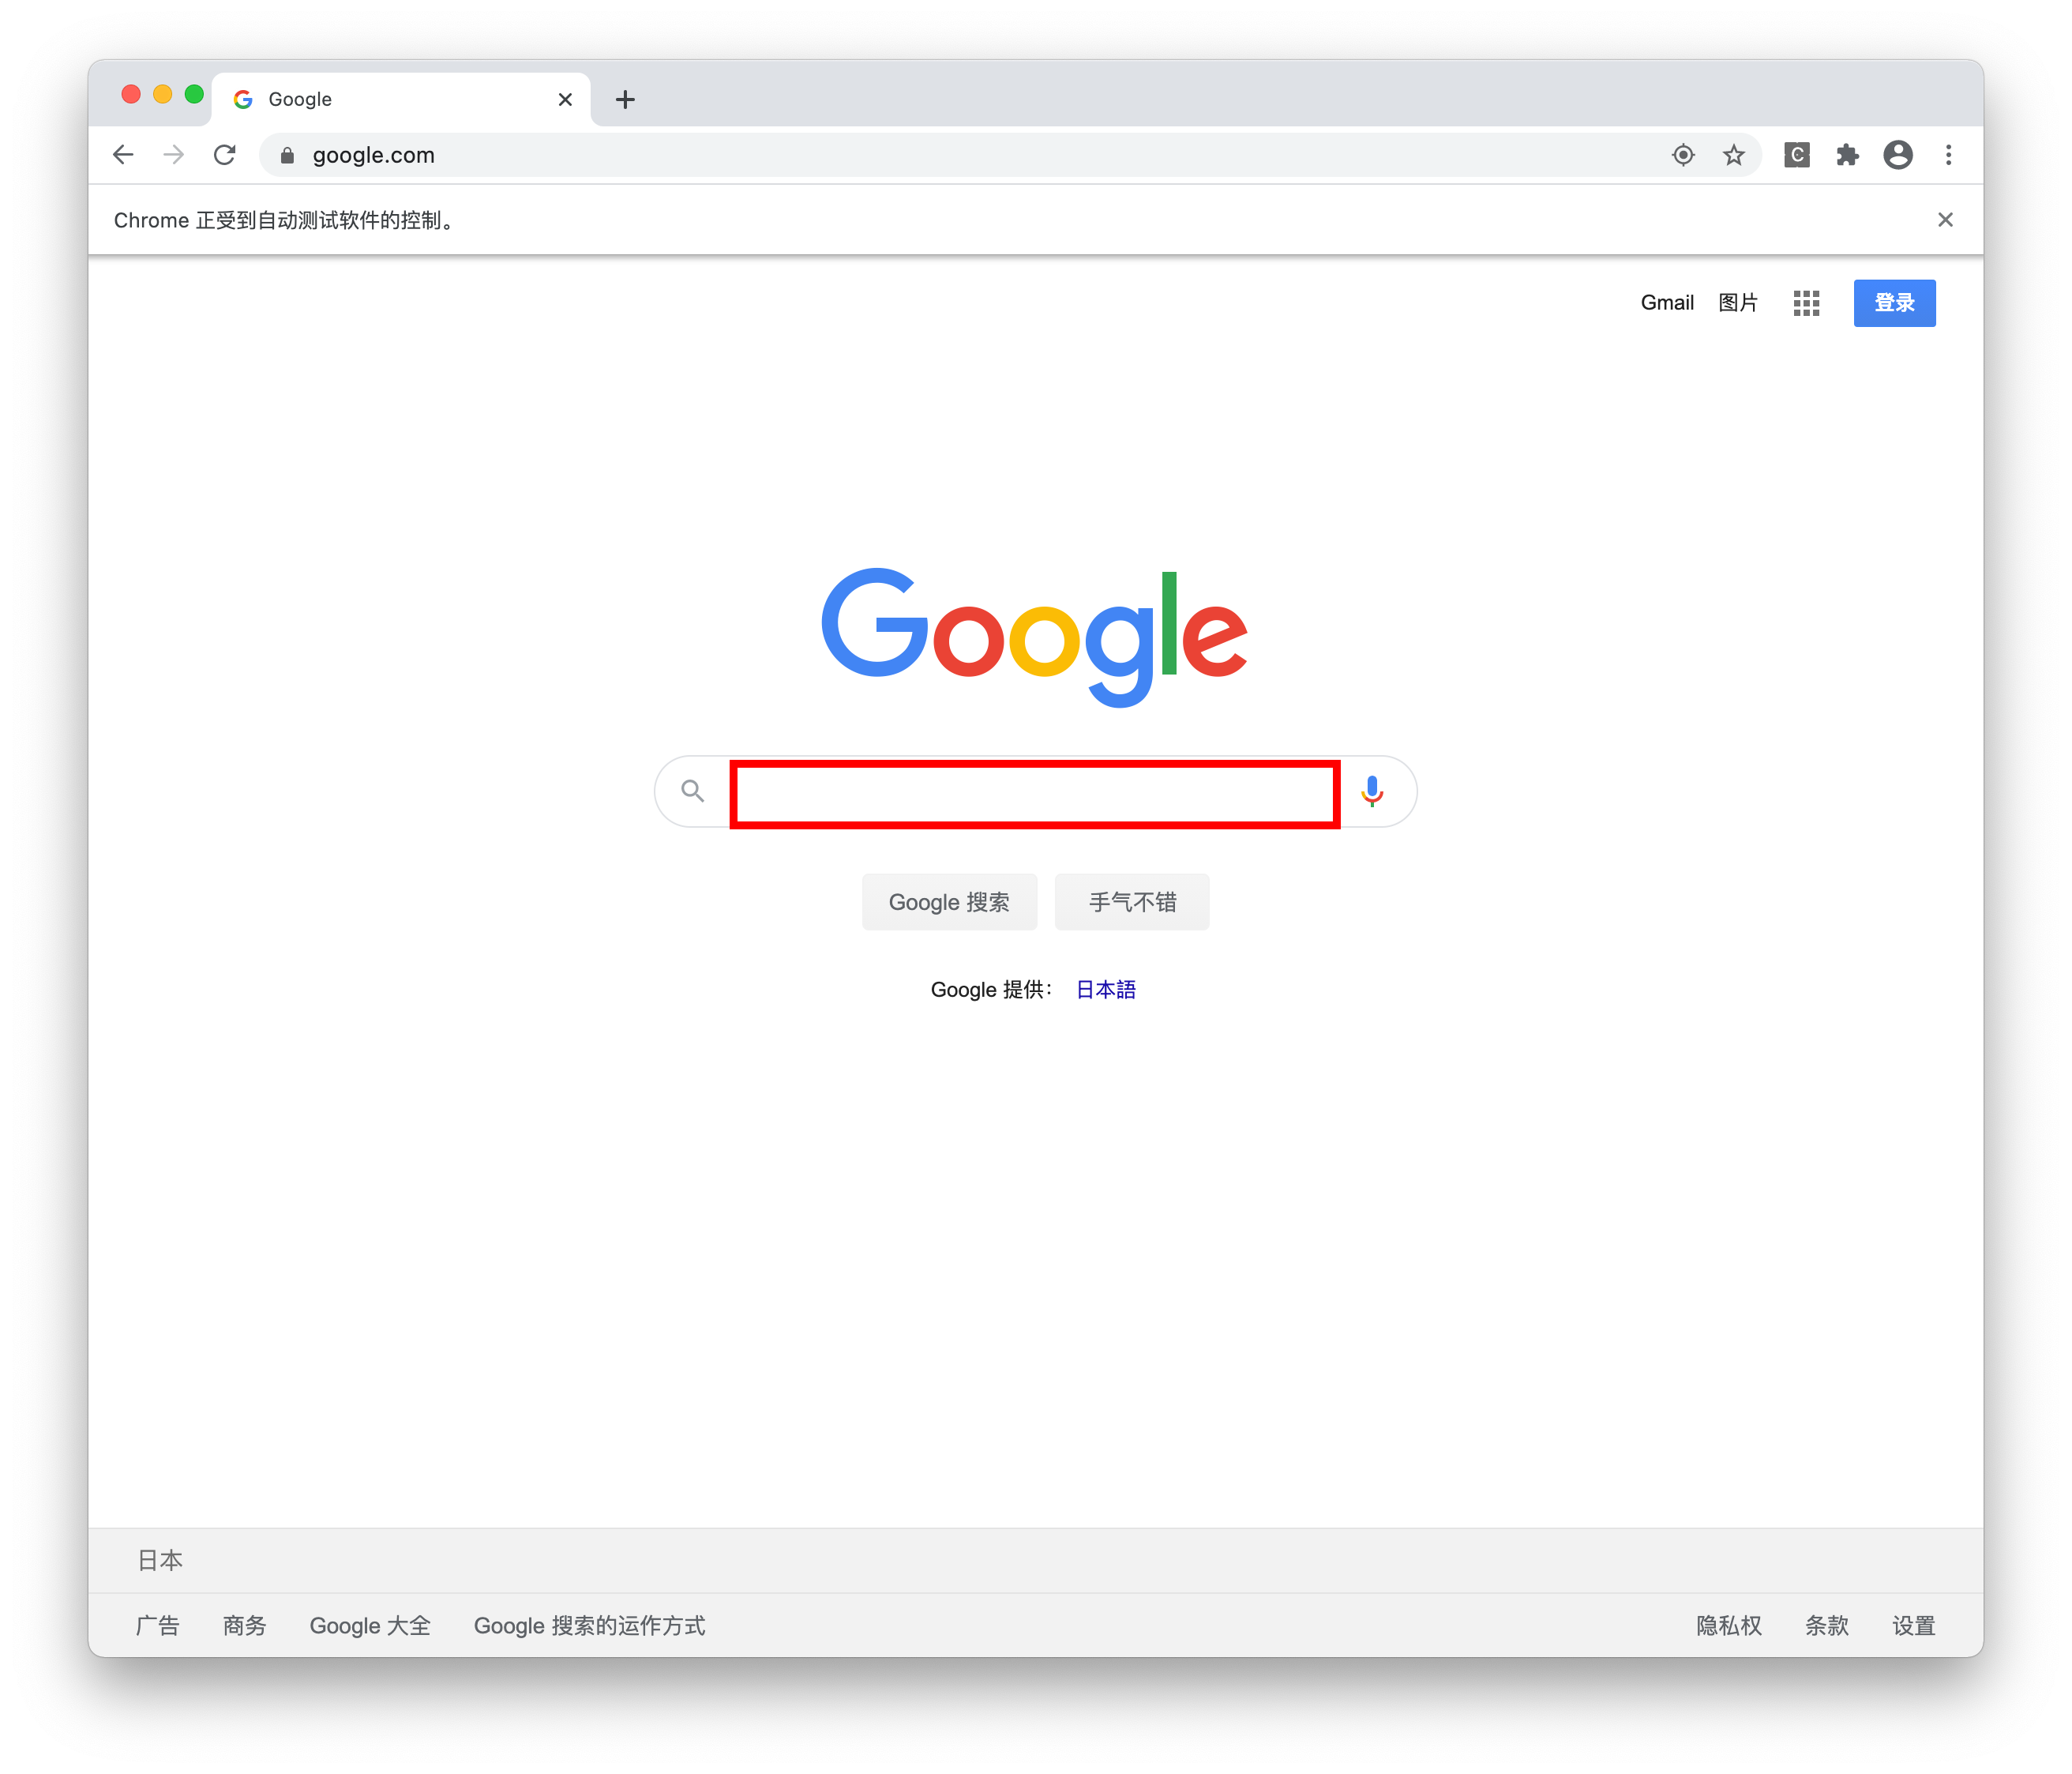 Google
google.com
C
Chrome 正受到自动测试软件的控制。
Gmail 图片 登录
Google
Google 搜索 手气不错
Google 提供： 日本語
日本
广告 商务 Google 大全 Google 搜索的运作方式 隐私权 条款 设置